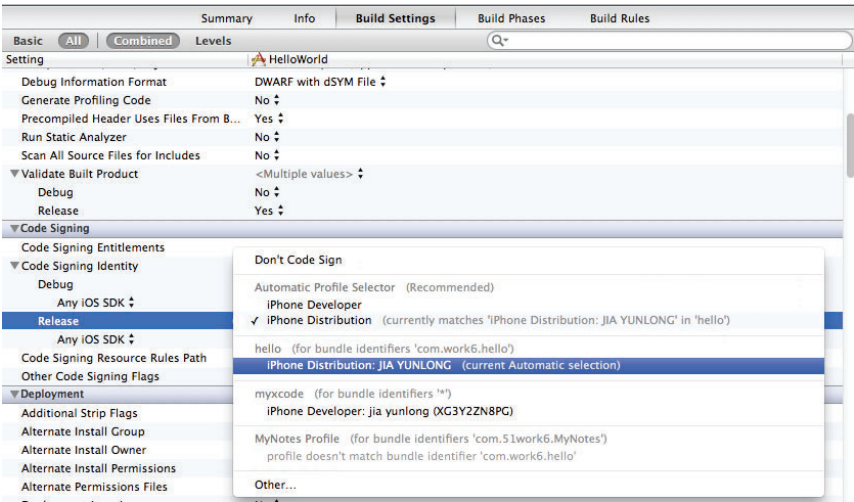 Summary Info Build Settings Build Phases Build Rules
Basic All Combined Levels
Setting HelloWorld
Debug Information Format DWARF with dSYM File
Generate Profiling Code No
Precompiled Header Uses Files From B... Yes
Run Static Analyzer No
Scan All Source Files for Includes No
Validate Built Product <Multiple values>
Debug No
Release Yes
Code Signing
Code Signing Entitlements
Code Signing Identity
Debug
Any iOS SDK
Release
Any iOS SDK
Code Signing Resource Rules Path
Other Code Signing Flags
Deployment
Additional Strip Flags
Alternate Install Group
Alternate Install Owner
Alternate Install Permissions
Alternate Permissions Files
Don't Code Sign
Automatic Profile Selector (Recommended)
iPhone Developer
✓ iPhone Distribution (currently matches 'iPhone Distribution: JIA YUNLONG' in 'hello')
hello (for bundle identifiers 'com.work6.hello')
iPhone Distribution: JIA YUNLONG (current Automatic selection)
myxcode (for bundle identifiers '*')
iPhone Developer: jia yunlong (XG3Y2ZN8PG)
MyNotes Profile (for bundle identifiers 'com.51work6.MyNotes')
profile doesn't match bundle identifier 'com.work6.hello'
Other...